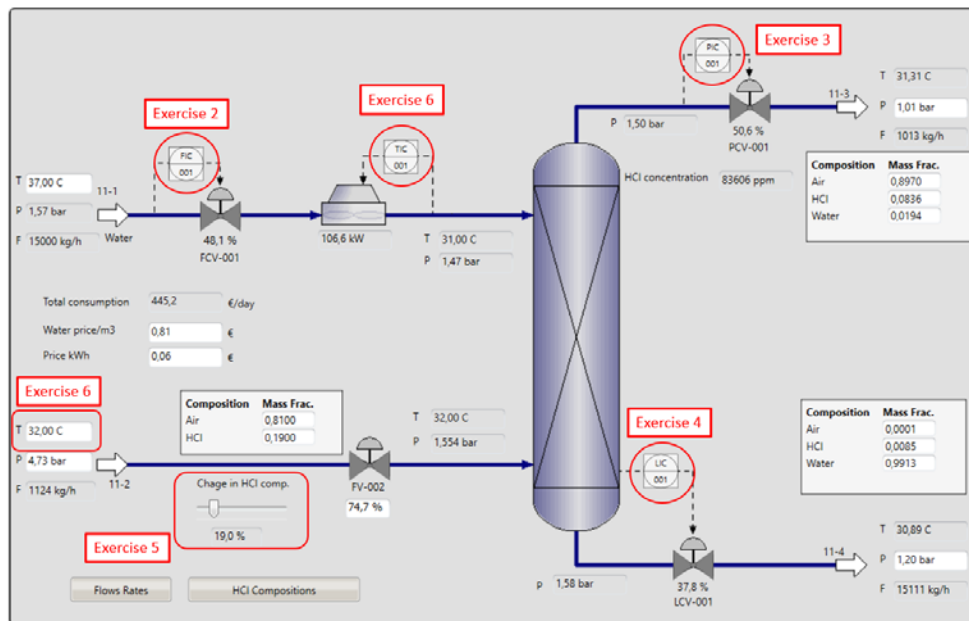 Exercise 3
PIC
001
T 31,31 C
11-3
P 1,01 bar
F 1013 kg/h
P 1,50 bar
50,6 %
PCV-001
Exercise 2
Exercise 6
FIC
001
TIC
001
HCl concentration 83606 ppm
Composition Mass Frac.
Air 0,8970
HCl 0,0836
Water 0,0194
T 37,00 C
11-1
P 1,57 bar
Water
F 15000 kg/h
48,1 %
FCV-001
106,6 kW
T 31,00 C
P 1,47 bar
Total consumption 445,2 €/day
Water price/m3 0,81 €
Price kWh 0,06 €
Exercise 6
T 32,00 C
P 4,73 bar
F 1124 kg/h
11-2
Composition Mass Frac.
Air 0,8100
HCl 0,1900
T 32,00 C
P 1,554 bar
Chage in HCl comp.
19,0 %
FV-002
74,7 %
Exercise 5
Exercise 4
LIC
001
Composition Mass Frac.
Air 0,0001
HCl 0,0085
Water 0,9913
T 30,89 C
11-4
P 1,20 bar
F 15111 kg/h
P 1,58 bar
37,8 %
LCV-001
Flows Rates
HCl Compositions